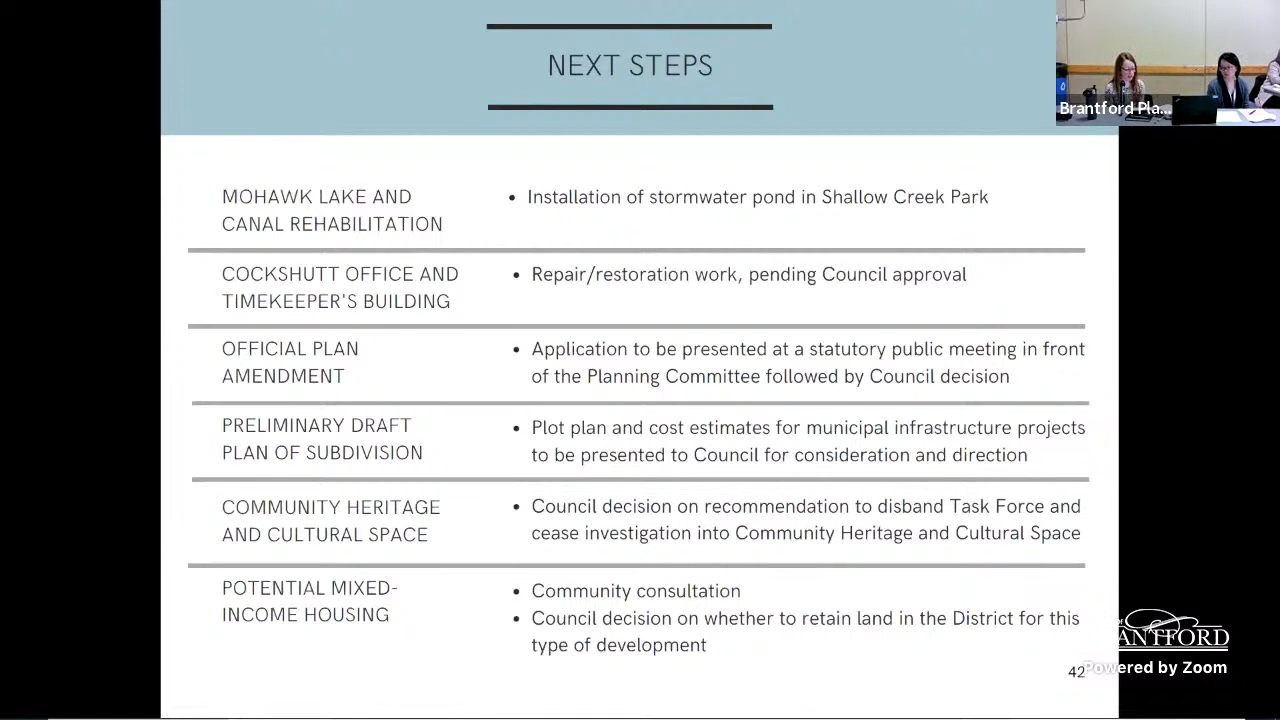 NEXT STEPS
Brantford Pla...
MOHAWK LAKE AND
CANAL REHABILITATION
• Installation of stormwater pond in Shallow Creek Park
COCKSHUTT OFFICE AND
TIMEKEEPER'S BUILDING
• Repair/restoration work, pending Council approval
OFFICIAL PLAN
AMENDMENT
• Application to be presented at a statutory public meeting in front
of the Planning Committee followed by Council decision
PRELIMINARY DRAFT
PLAN OF SUBDIVISION
• Plot plan and cost estimates for municipal infrastructure projects
to be presented to Council for consideration and direction
COMMUNITY HERITAGE
AND CULTURAL SPACE
• Council decision on recommendation to disband Task Force and
cease investigation into Community Heritage and Cultural Space
POTENTIAL MIXED-
INCOME HOUSING
• Community consultation
• Council decision on whether to retain land in the District for this
type of development
42
ANTFORD
Powered by Zoom